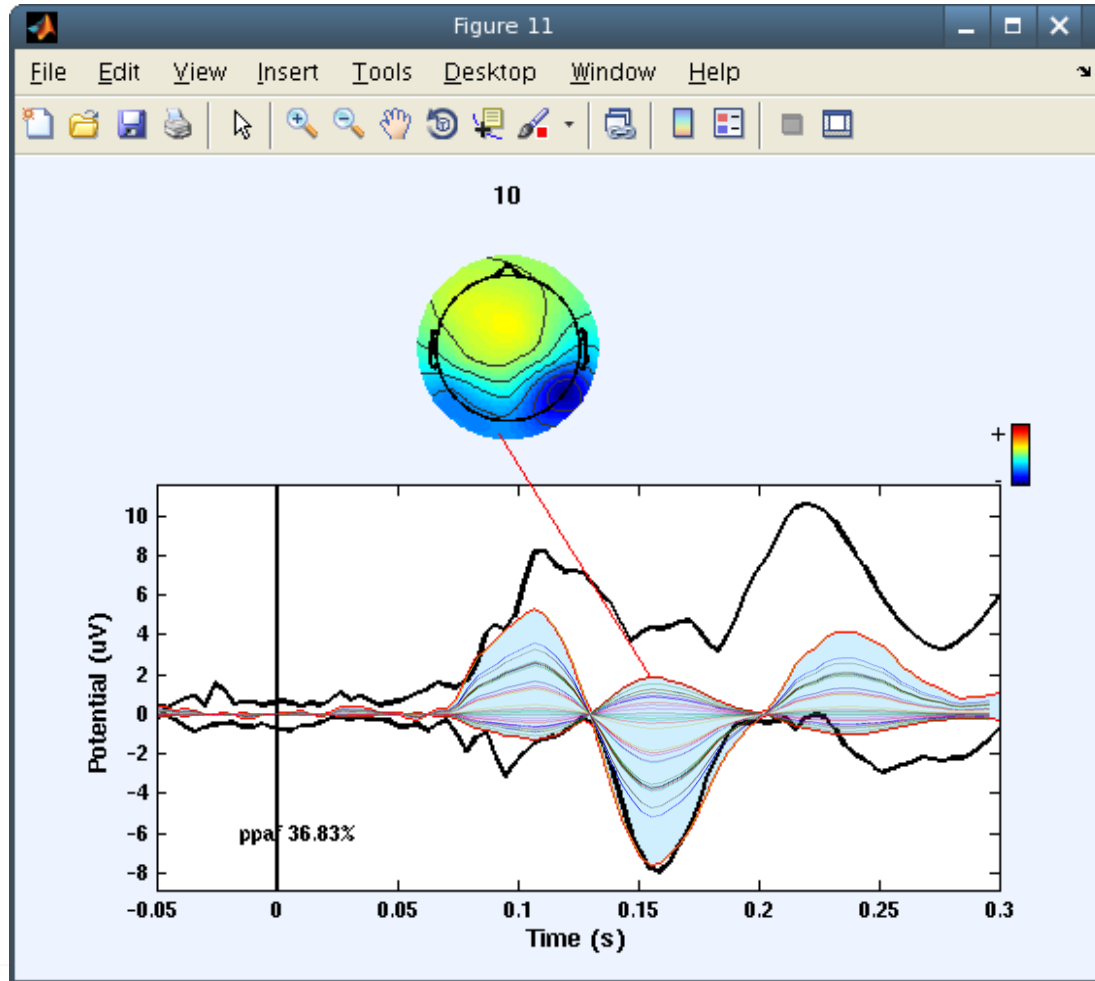 Figure 11
File Edit View Insert Tools Desktop Window Help
10
+
-
10
8
6
4
2
0
-2
-4
-6
-8
Potential (uV)
ppaf 36.83%
-0.05 0 0.05 0.1 0.15 0.2 0.25 0.3
Time (s)